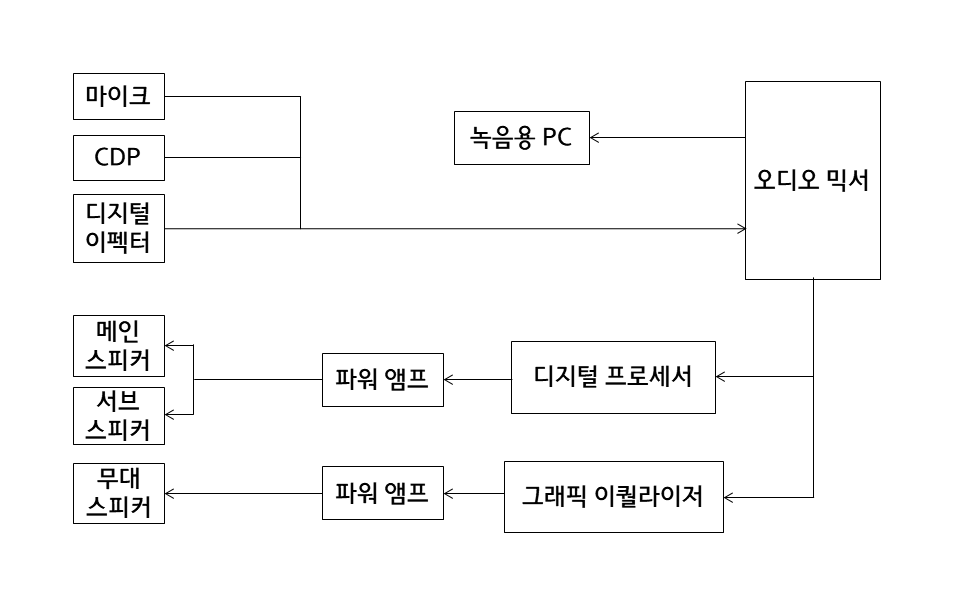 마이크
CDP
디지털
이펙터
녹음용 PC
오디오 믹서
메인
스피커
서브
스피커
파워 앰프
디지털 프로세서
무대
스피커
파워 앰프
그래픽 이퀄라이저